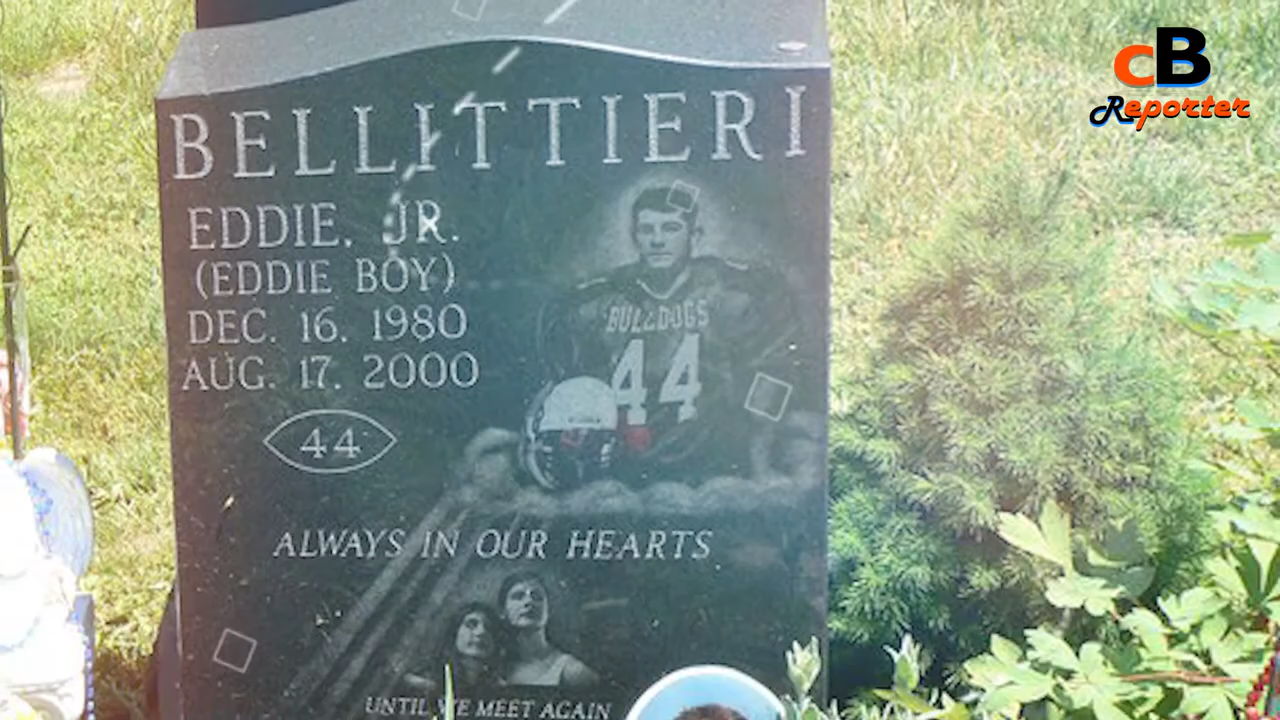 CB
Reporter
BELLITTIERI
EDDIE, JR.
(EDDIE BOY)
DEC. 16, 1980
AUG. 17, 2000
BULLDOGS
44
44
ALWAYS IN OUR HEARTS
UNTIL WE MEET AGAIN